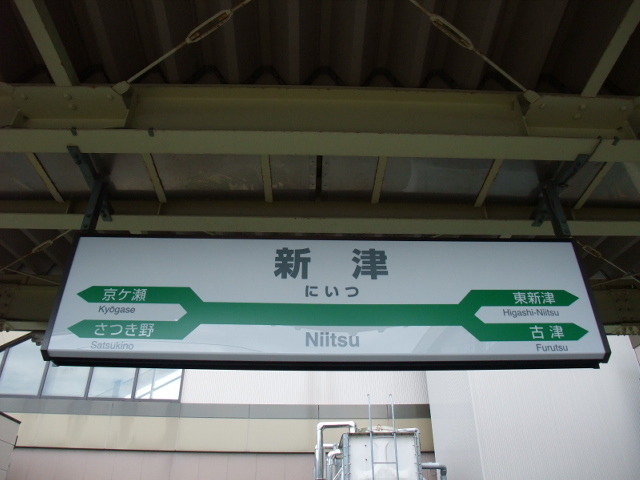 新津
にいつ
Niitsu
京ケ瀬
Kyōgase
さつき野
Satsukino
東新津
Higashi-Niitsu
古津
Furutsu